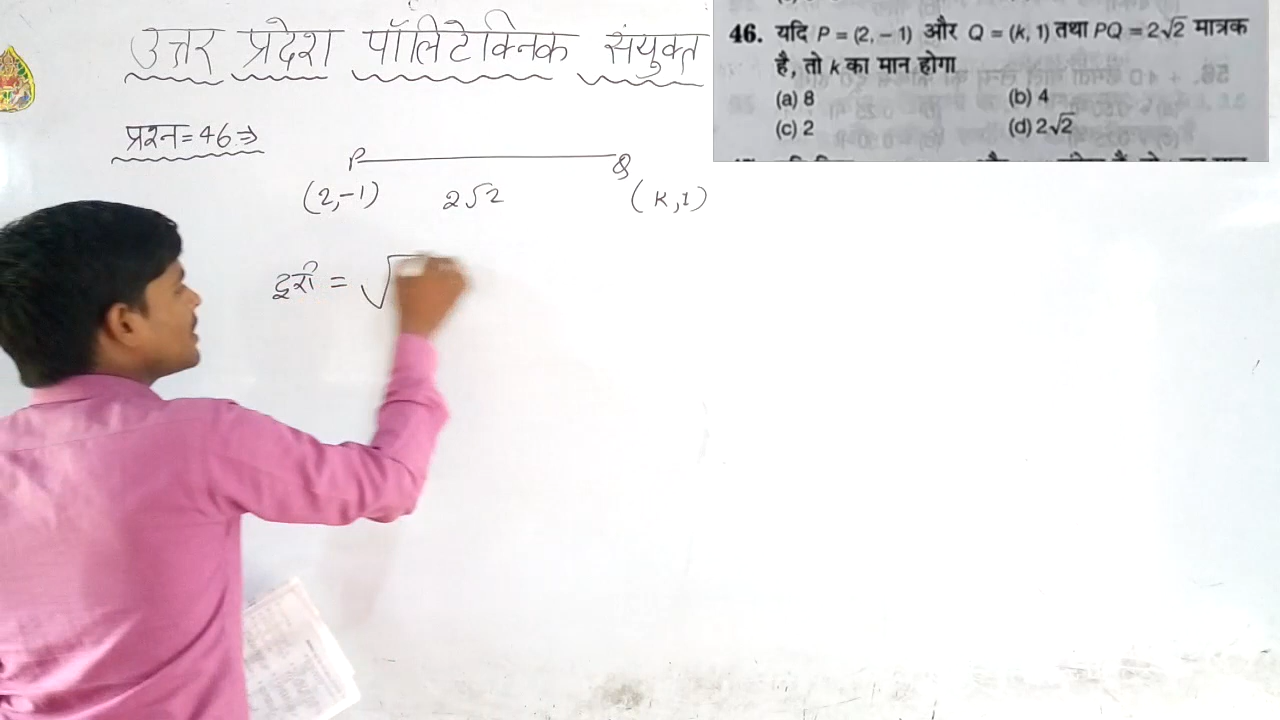 उत्तर प्रदेश पॉलिटेक्निक संयुक्त
46. यदि P = (2, – 1) और Q = (k, 1) तथा PQ = 2√2 मात्रक
है, तो k का मान होगा
(a) 8 (b) 4
(c) 2 (d) 2√2
प्रश्न=46⇒
P Q
(2,-1) 2√2 (K,1)
दूरी = √